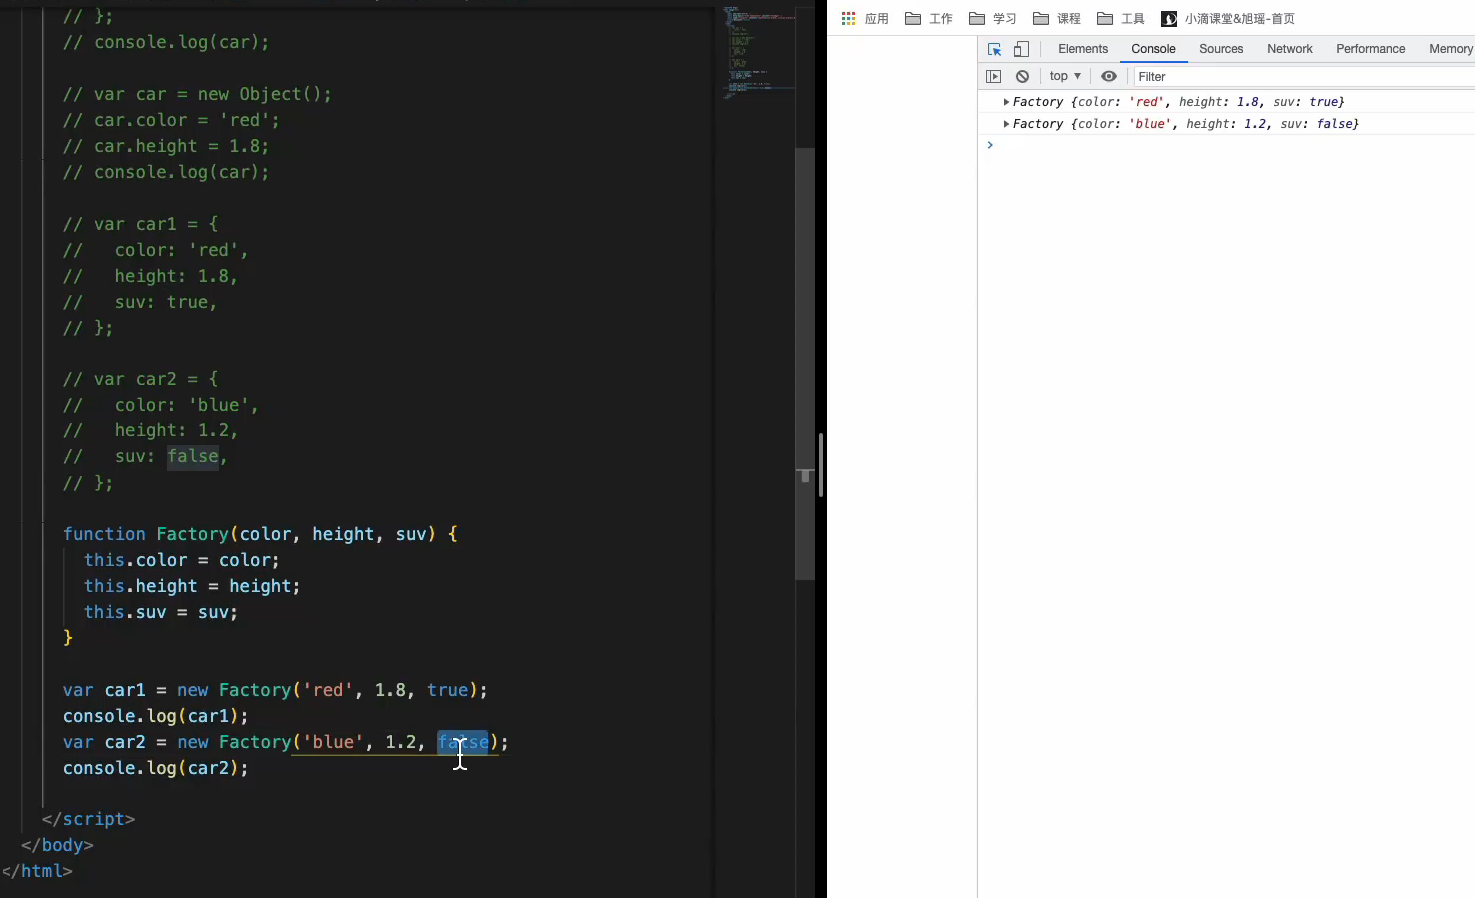 // };
// console.log(car);
// var car = new Object();
// car.color = 'red';
// car.height = 1.8;
// console.log(car);
// var car1 = {
//   color: 'red',
//   height: 1.8,
//   suv: true,
// };
// var car2 = {
//   color: 'blue',
//   height: 1.2,
//   suv: false,
// };
function Factory(color, height, suv) {
this.color = color;
this.height = height;
this.suv = suv;
}
var car1 = new Factory('red', 1.8, true);
console.log(car1);
var car2 = new Factory('blue', 1.2, false);
console.log(car2);
</script>
</body>
</html>
应用 工作 学习 课程 工具 小滴课堂&旭瑶-首页
Elements Console Sources Network Performance Memory
top ▼ Filter
Factory {color: 'red', height: 1.8, suv: true}
Factory {color: 'blue', height: 1.2, suv: false}